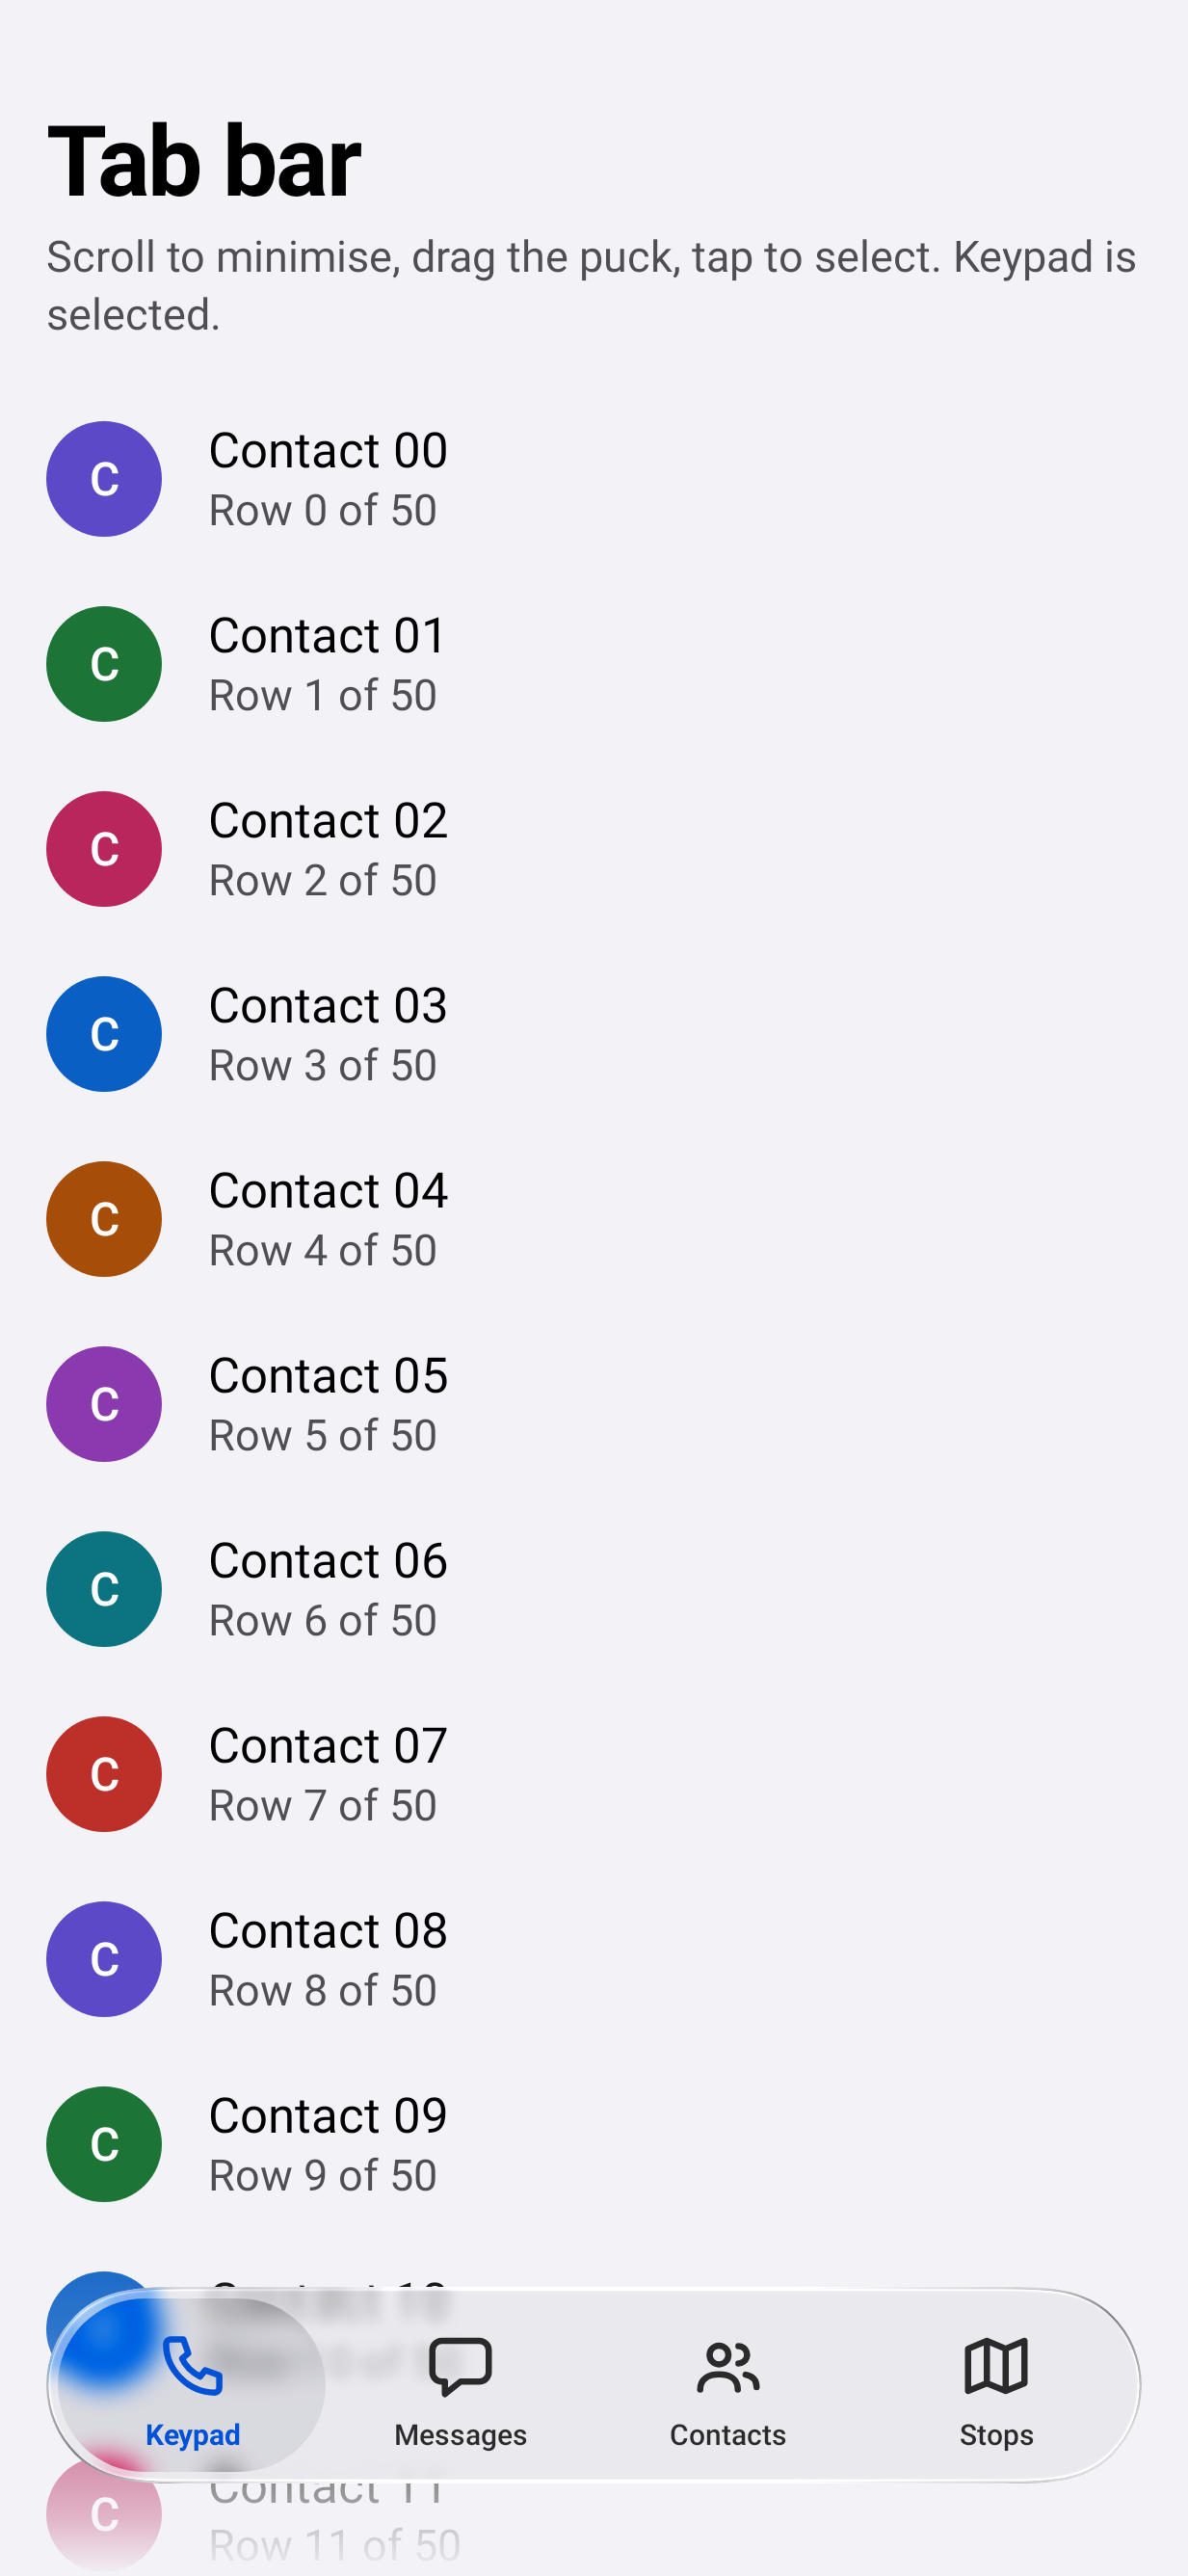 Tab bar
Scroll to minimise, drag the puck, tap to select. Keypad is
selected.
C
Contact 00
Row 0 of 50
C
Contact 01
Row 1 of 50
C
Contact 02
Row 2 of 50
C
Contact 03
Row 3 of 50
C
Contact 04
Row 4 of 50
C
Contact 05
Row 5 of 50
C
Contact 06
Row 6 of 50
C
Contact 07
Row 7 of 50
C
Contact 08
Row 8 of 50
C
Contact 09
Row 9 of 50
Contact 10
Keypad
Messages
Contacts
Stops
C
Contact 11
Row 11 of 50